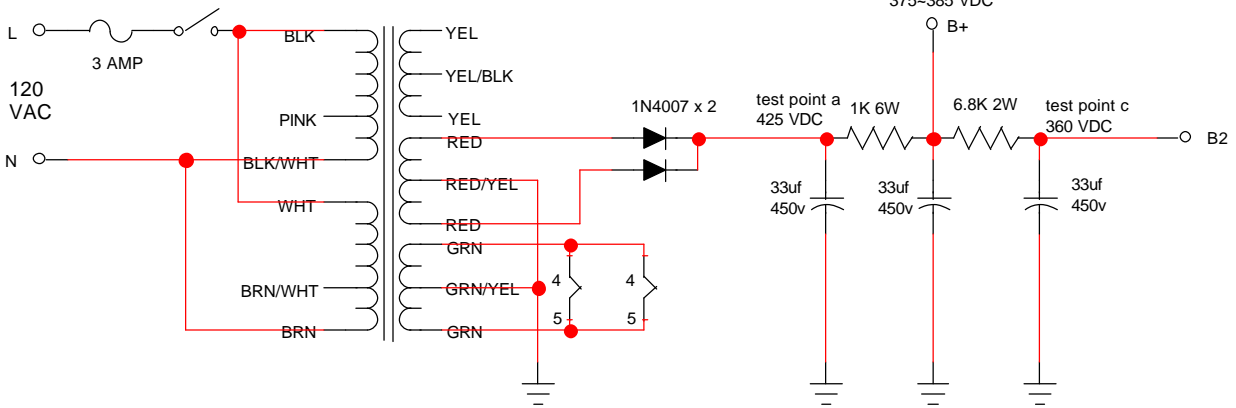 375~385 VDC
B+
L
3 AMP
120
VAC
N
BLK
PINK
BLK/WHT
WHT
BRN/WHT
BRN
YEL
YEL/BLK
YEL
RED
RED/YEL
RED
GRN
GRN/YEL
GRN
4
5
4
5
1N4007 x 2
test point a
425 VDC
1K 6W
6.8K 2W
test point c
360 VDC
B2
33uf
450v
33uf
450v
33uf
450v